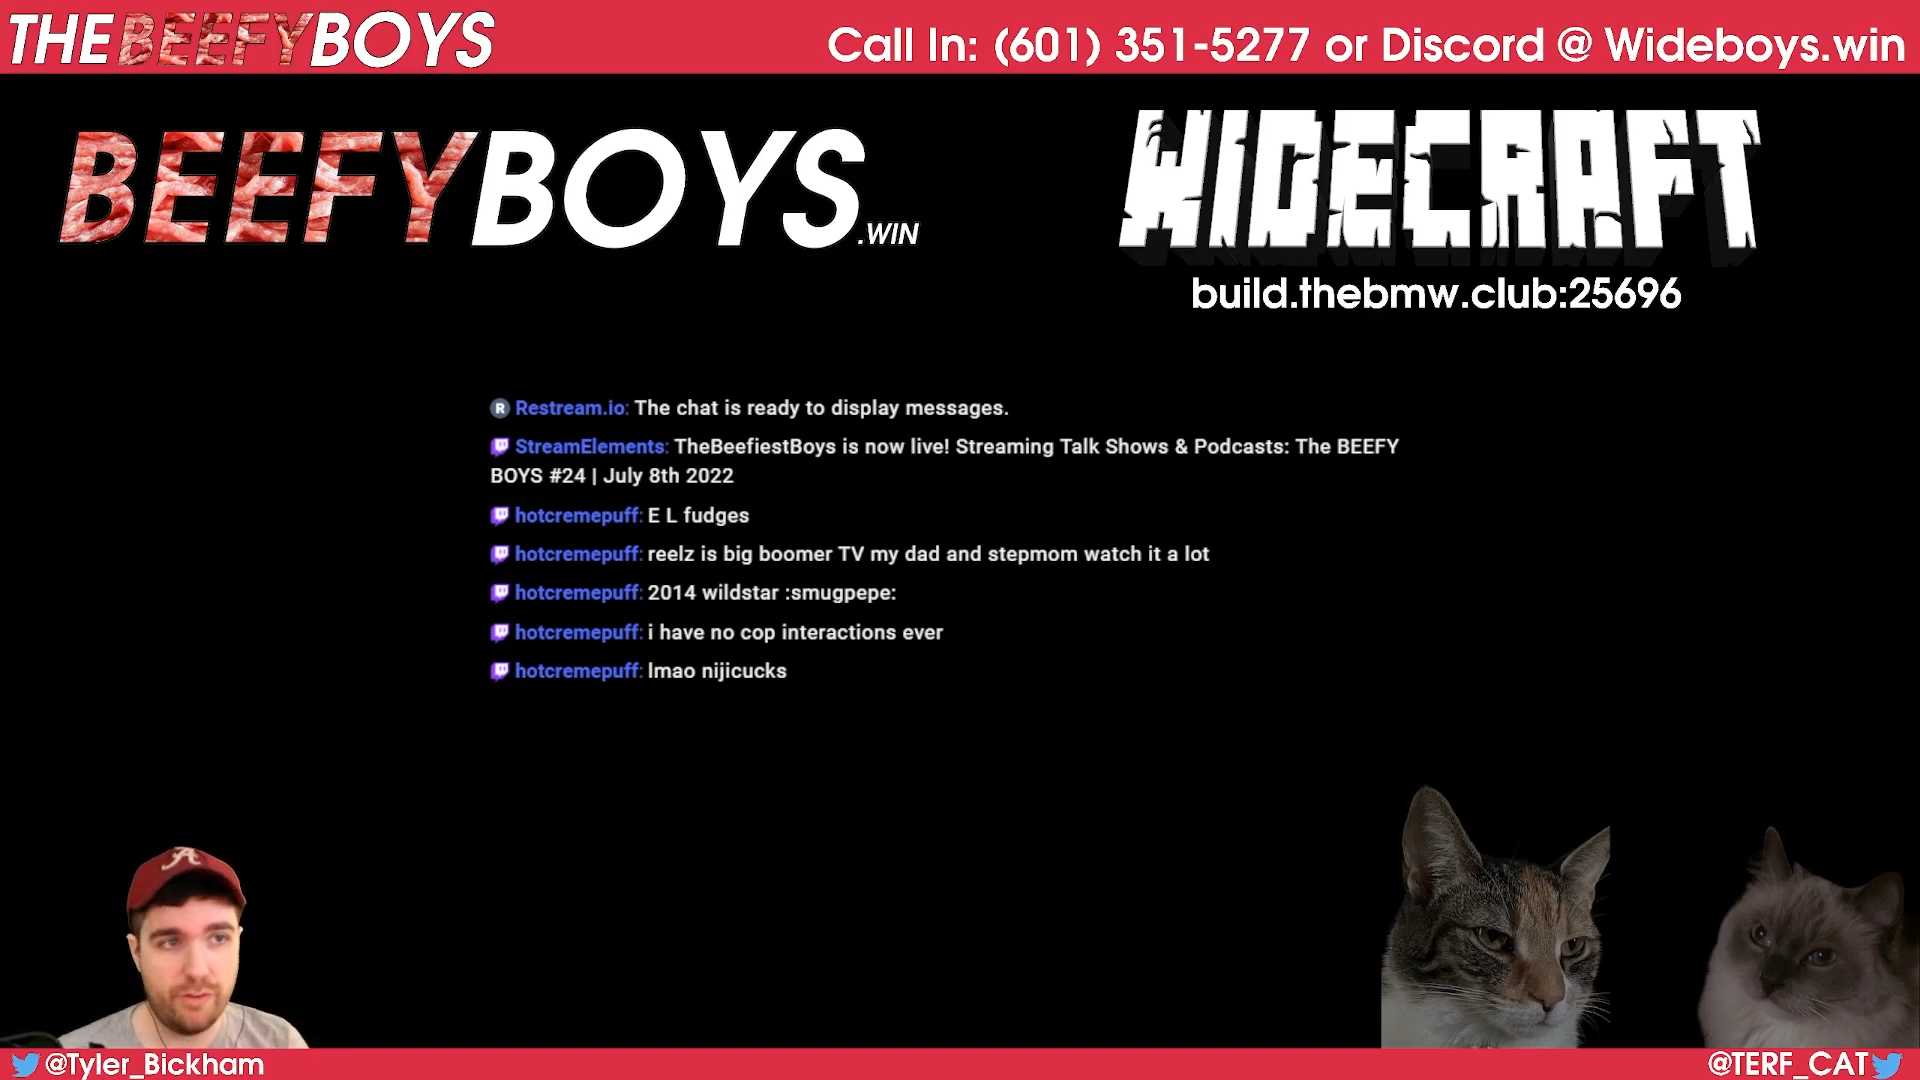 THEBEEFYBOYS
Call In: (601) 351-5277 or Discord @ Wideboys.win
BEEFYBOYS.WIN
WIDECRAFT
build.thebmw.club:25696
R Restream.io: The chat is ready to display messages.
StreamElements: TheBeefiestBoys is now live! Streaming Talk Shows & Podcasts: The BEEFY
BOYS #24 | July 8th 2022
hotcremepuff: E L fudges
hotcremepuff: reelz is big boomer TV my dad and stepmom watch it a lot
hotcremepuff: 2014 wildstar :smugpepe:
hotcremepuff: i have no cop interactions ever
hotcremepuff: lmao nijicucks
A
@Tyler_Bickham
@TERF_CAT